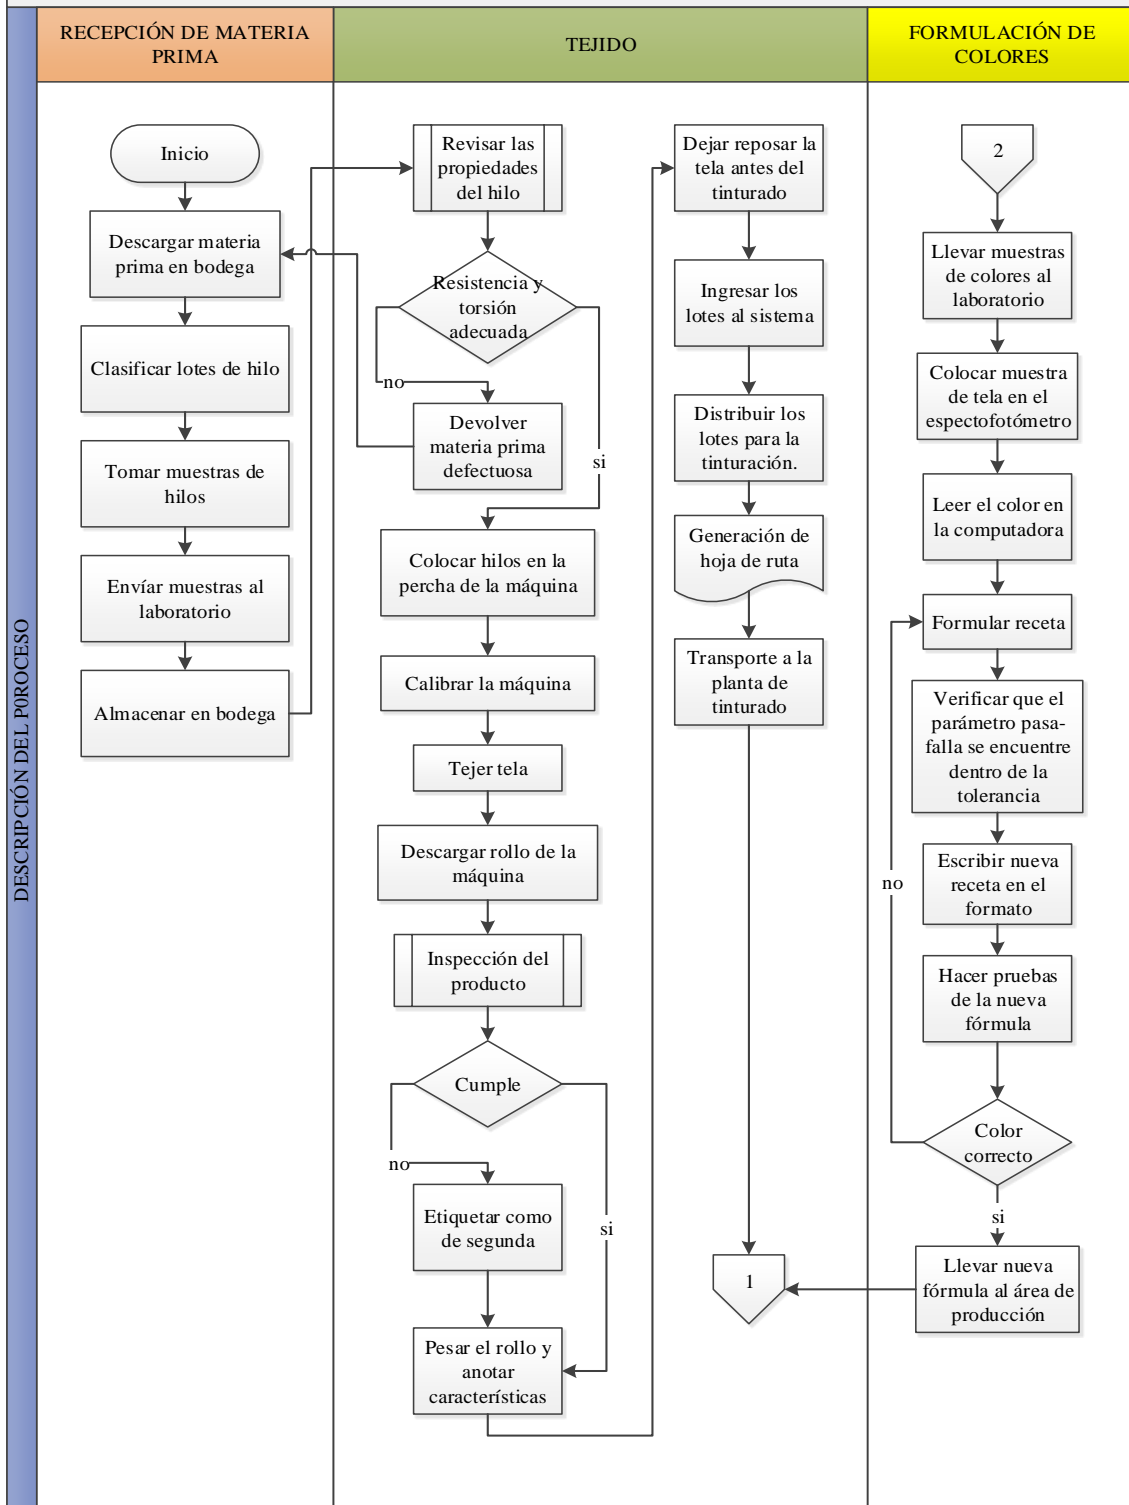 RECEPCIÓN DE MATERIA
PRIMA
TEJIDO
FORMULACIÓN DE
COLORES
DESCRIPCIÓN DEL P0ROCESO
Inicio
Descargar materia
prima en bodega
Clasificar lotes de hilo
Tomar muestras de
hilos
Envíar muestras al
laboratorio
Almacenar en bodega
Revisar las
propiedades
del hilo
Resistencia y
torsión
adecuada
no
si
Devolver
materia prima
defectuosa
Colocar hilos en la
percha de la máquina
Calibrar la máquina
Tejer tela
Descargar rollo de la
máquina
Inspección del
producto
Cumple
no
si
Etiquetar como
de segunda
Pesar el rollo y
anotar
características
Dejar reposar la
tela antes del
tinturado
Ingresar los
lotes al sistema
Distribuir los
lotes para la
tinturación.
Generación de
hoja de ruta
Transporte a la
planta de
tinturado
1
2
Llevar muestras
de colores al
laboratorio
Colocar muestra
de tela en el
espectofotómetro
Leer el color en
la computadora
Formular receta
Verificar que el
parámetro pasa-
falla se encuentre
dentro de la
tolerancia
Escribir nueva
receta en el
formato
Hacer pruebas
de la nueva
fórmula
Color
correcto
no
si
Llevar nueva
fórmula al área de
producción